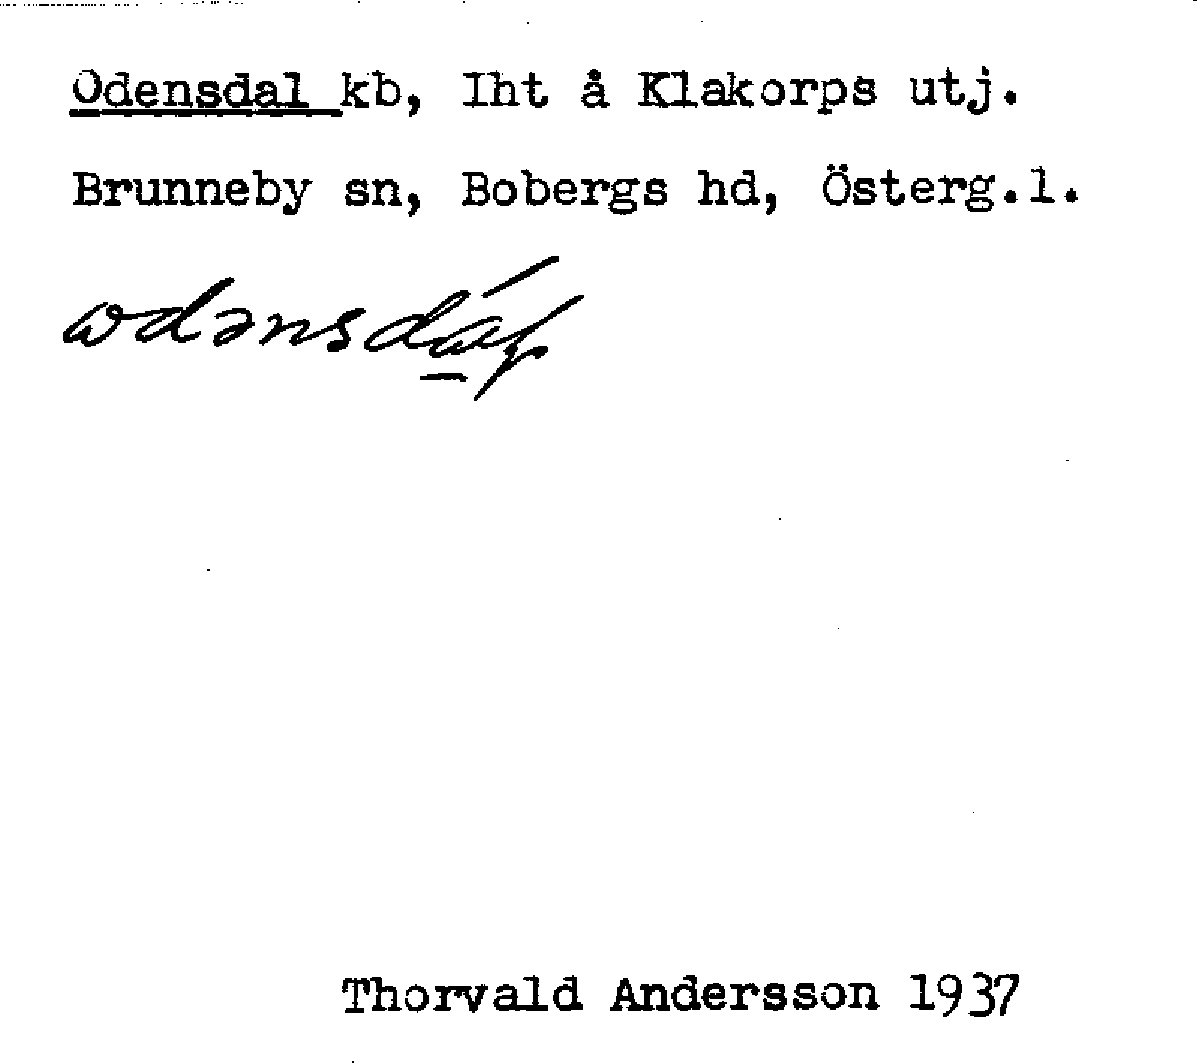 Odensdal kb, Iht å Klakorps utj.
Brunneby sn, Bobergs hd, Österg.l.
Thorvald Andersson 1937